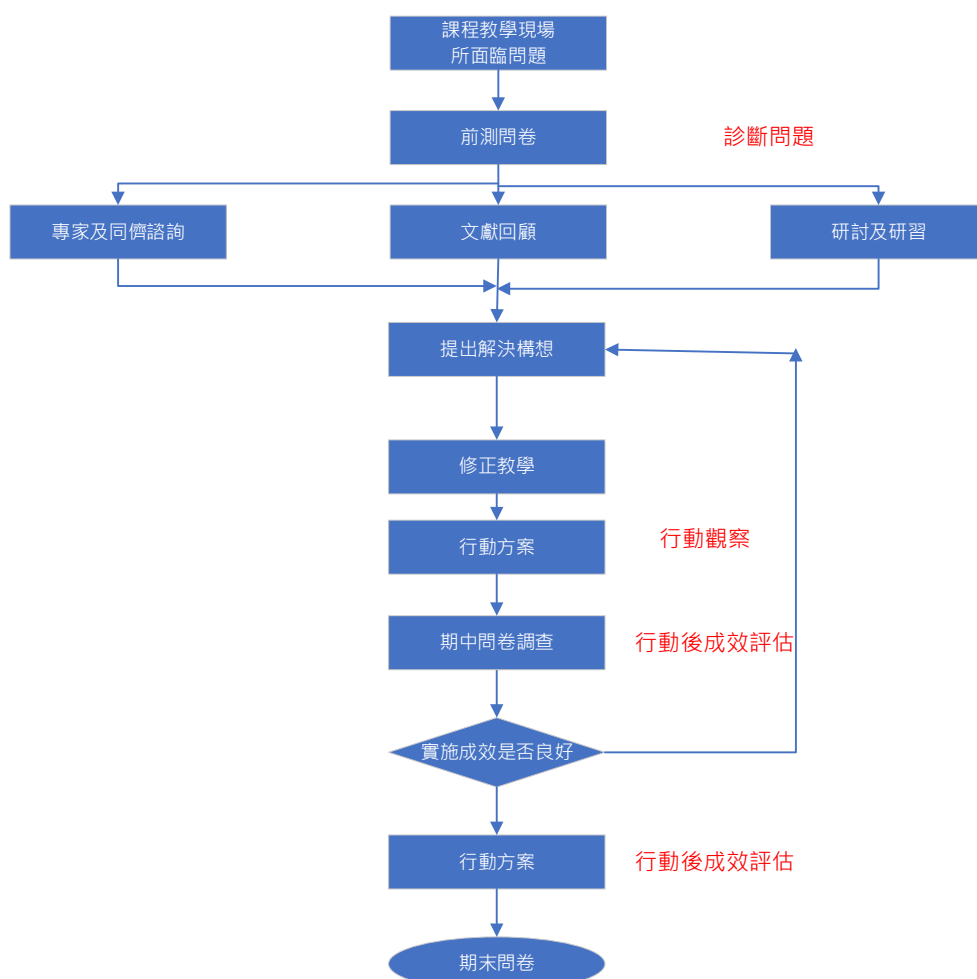 課程教學現場
所面臨問題
前測問卷
診斷問題
專家及同儕諮詢
文獻回顧
研討及研習
提出解決構想
修正教學
行動方案
行動觀察
期中問卷調查
行動後成效評估
實施成效是否良好
行動方案
行動後成效評估
期末問卷